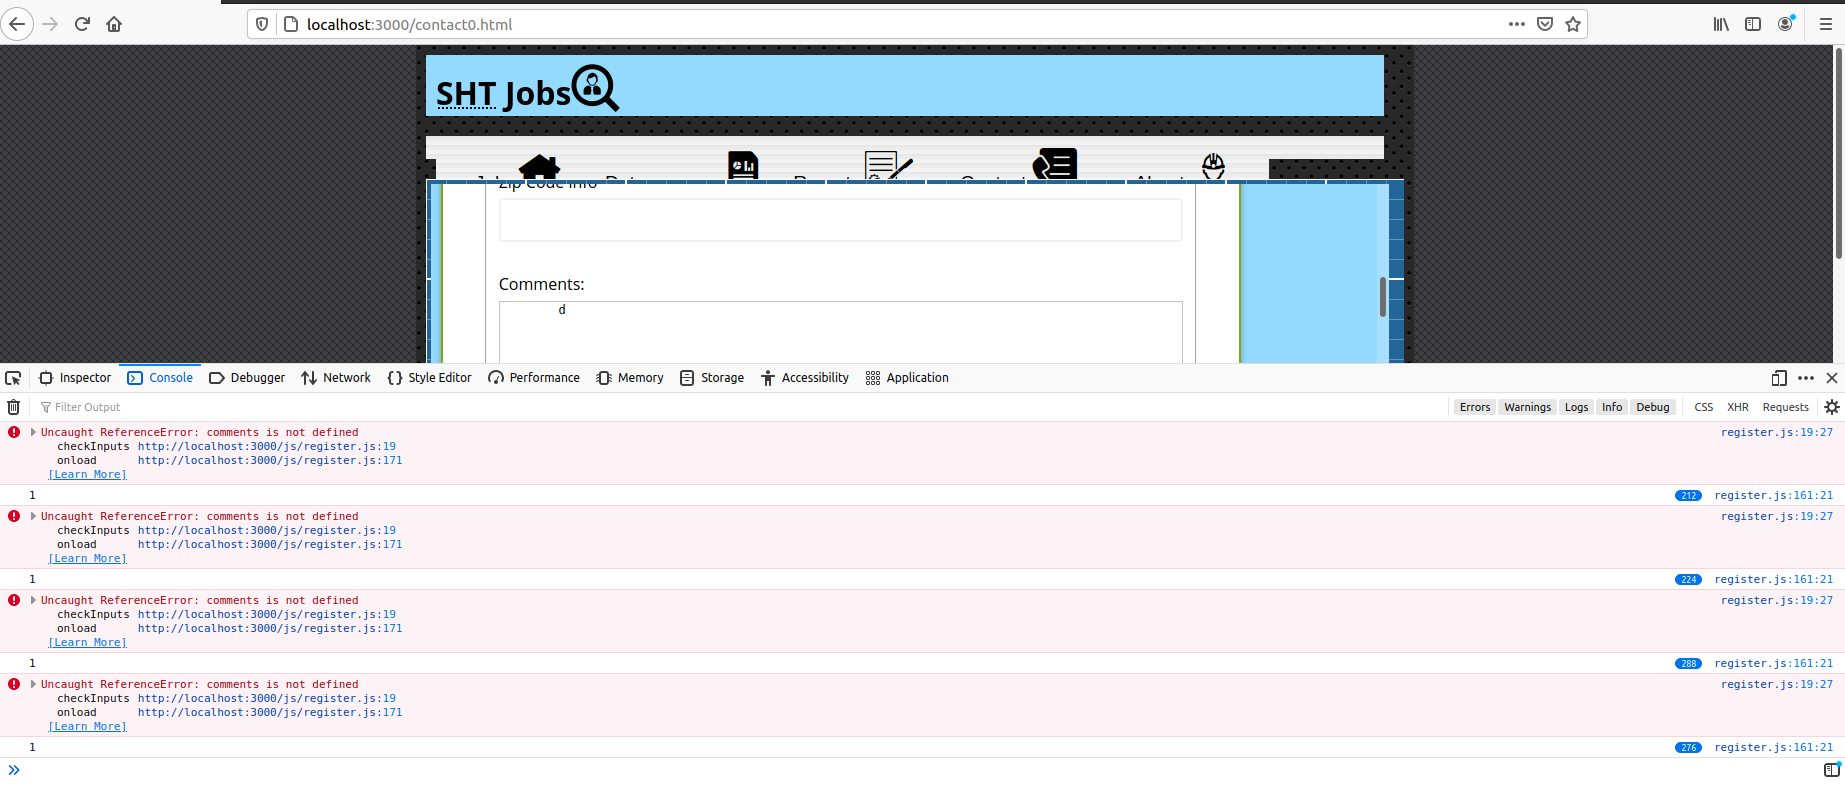 localhost:3000/contact0.html
SHT Jobs
Zip Code Info
Comments:
d
Inspector Console Debugger Network Style Editor Performance Memory Storage Accessibility Application
Filter Output Errors Warnings Logs Info Debug CSS XHR Requests
Uncaught ReferenceError: comments is not defined register.js:19:27
checkInputs http://localhost:3000/js/register.js:19
onload http://localhost:3000/js/register.js:171
[Learn More]
1 212 register.js:161:21
Uncaught ReferenceError: comments is not defined register.js:19:27
checkInputs http://localhost:3000/js/register.js:19
onload http://localhost:3000/js/register.js:171
[Learn More]
1 224 register.js:161:21
Uncaught ReferenceError: comments is not defined register.js:19:27
checkInputs http://localhost:3000/js/register.js:19
onload http://localhost:3000/js/register.js:171
[Learn More]
1 288 register.js:161:21
Uncaught ReferenceError: comments is not defined register.js:19:27
checkInputs http://localhost:3000/js/register.js:19
onload http://localhost:3000/js/register.js:171
[Learn More]
1 276 register.js:161:21